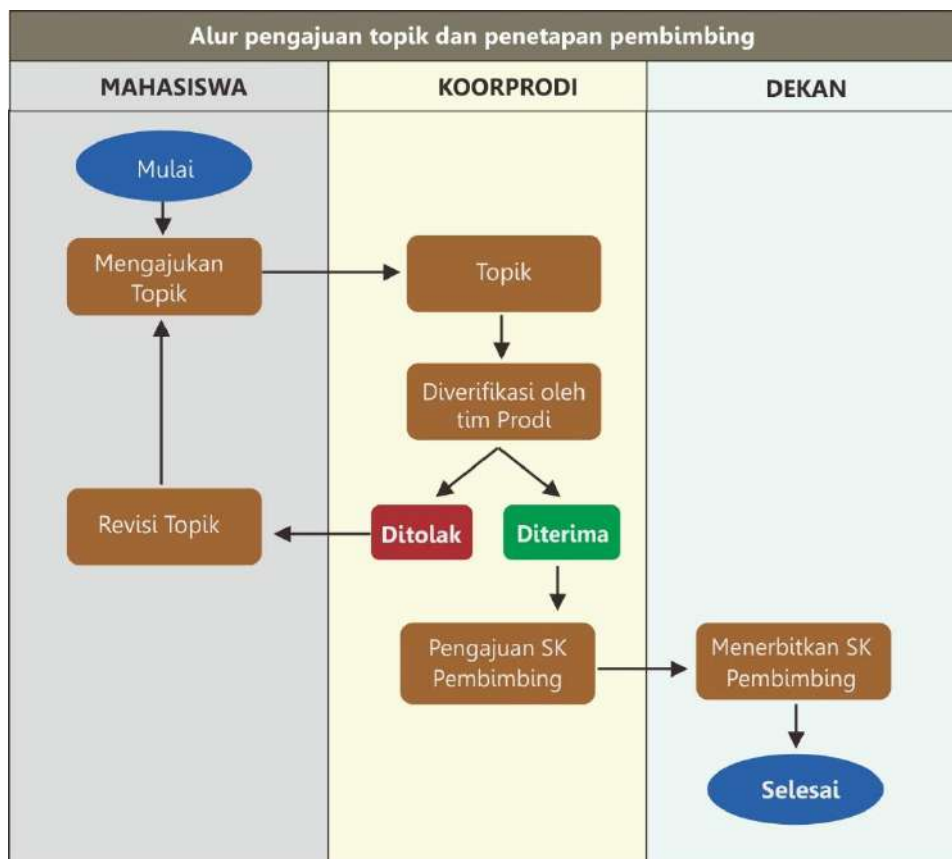 Alur pengajuan topik dan penetapan pembimbing
MAHASISWA
KOORPRODI
DEKAN
Mulai
Mengajukan
Topik
Topik
Diverifikasi oleh
tim Prodi
Revisi Topik
Ditolak
Diterima
Pengajuan SK
Pembimbing
Menerbitkan SK
Pembimbing
Selesai